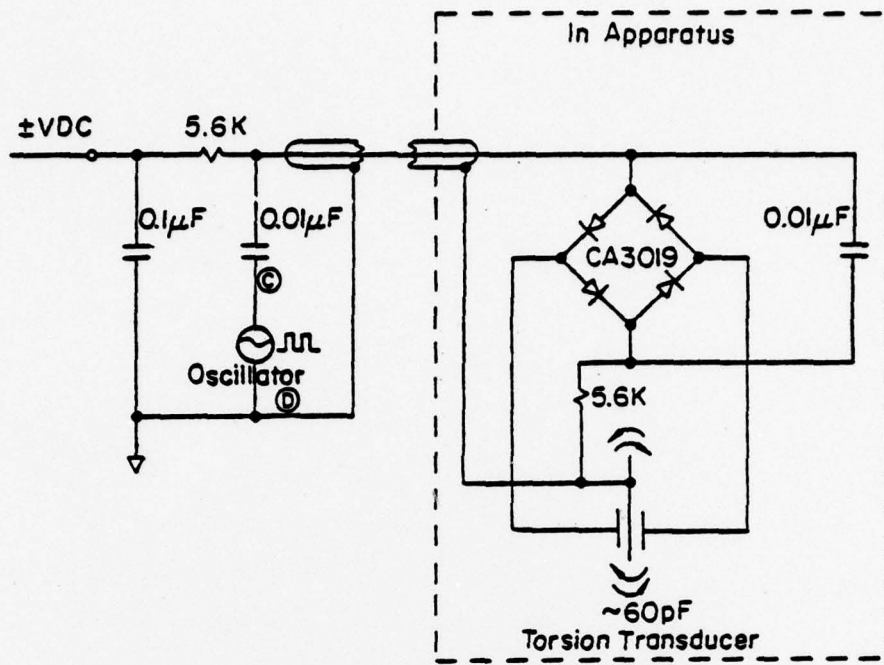 In Apparatus
±VDC
5.6K
0.1µF
0.01µF
CA3019
0.01µF
C
Oscillator
D
5.6K
~60pF
Torsion Transducer